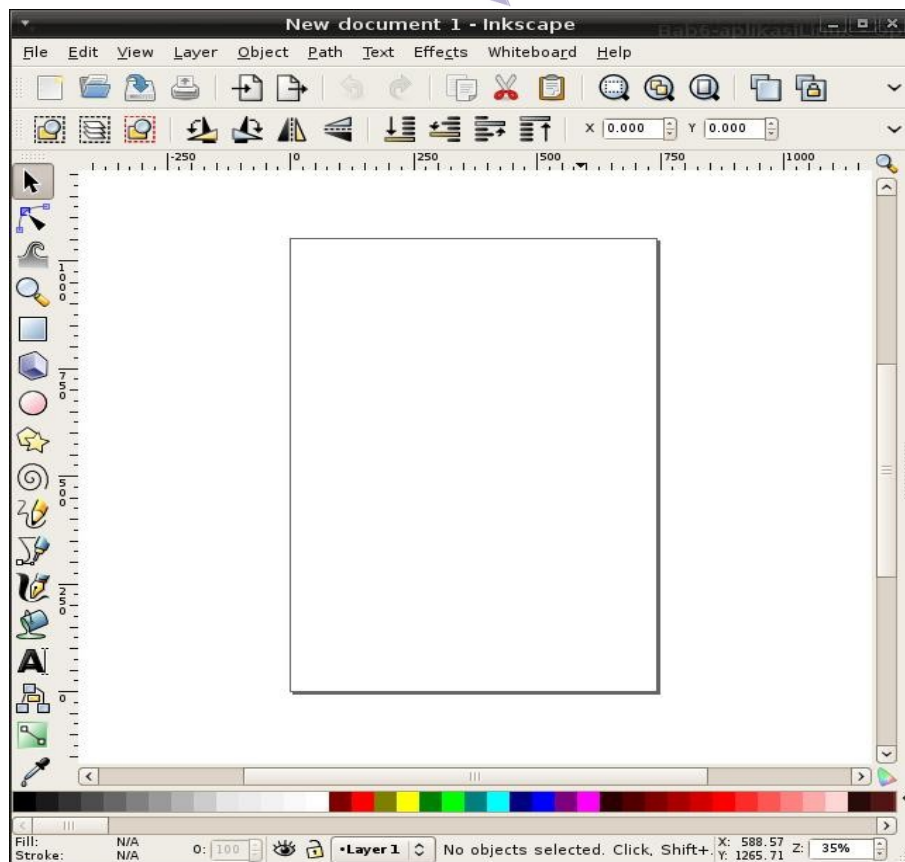 New document 1 - Inkscape
File Edit View Layer Object Path Text Effects Whiteboard Help
X 0.000 Y 0.000
-250 0 250 500 750 1000
1000
750
500
250
0
Fill: N/A
Stroke: N/A
O: 100
•Layer 1
No objects selected. Click, Shift+.
X: 588.57
Y: 1265.71
Z: 35%